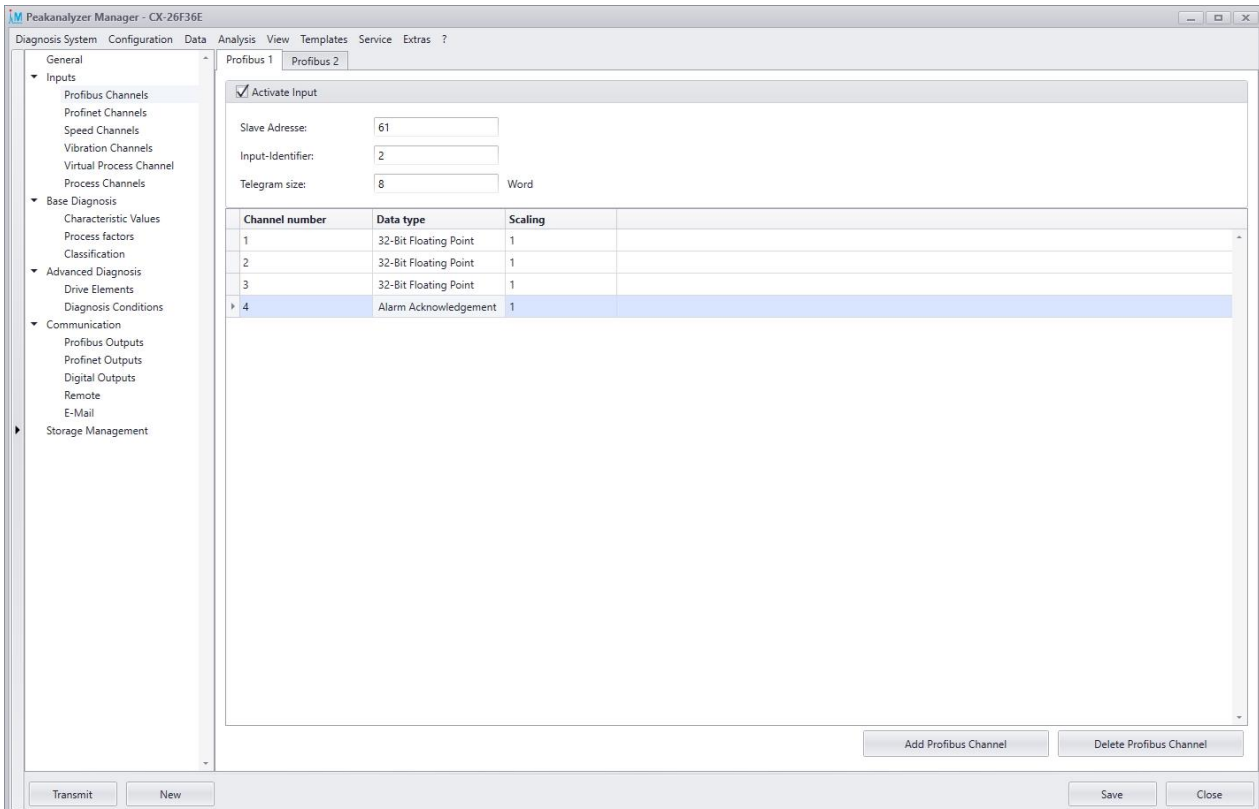 Peakanalyzer Manager - CX-26F36E
Diagnosis System Configuration Data Analysis View Templates Service Extras ?
General
Inputs
Profibus Channels
Profinet Channels
Speed Channels
Vibration Channels
Virtual Process Channel
Process Channels
Base Diagnosis
Characteristic Values
Process factors
Classification
Advanced Diagnosis
Drive Elements
Diagnosis Conditions
Communication
Profibus Outputs
Profinet Outputs
Digital Outputs
Remote
E-Mail
Storage Management
Profibus 1 Profibus 2
Activate Input
Slave Adresse: 61
Input-Identifier: 2
Telegram size: 8 Word
Channel number Data type Scaling
1 32-Bit Floating Point 1
2 32-Bit Floating Point 1
3 32-Bit Floating Point 1
4 Alarm Acknowledgement 1
Add Profibus Channel Delete Profibus Channel
Transmit New Save Close